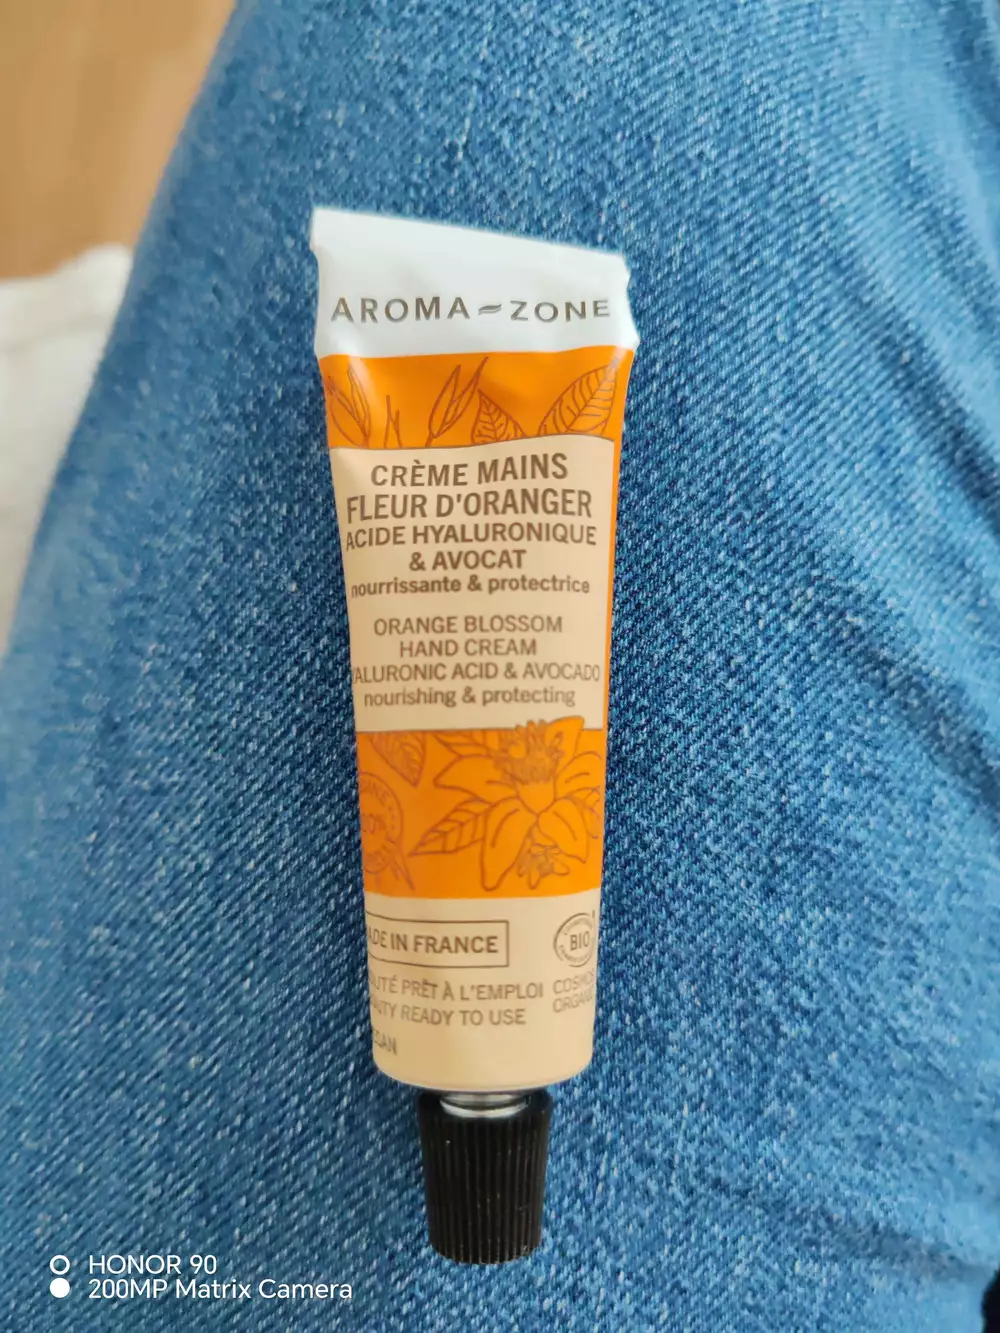 AROMA-ZONE
CRÈME MAINS
FLEUR D'ORANGER
ACIDE HYALURONIQUE
& AVOCAT
nourrissante & protectrice
ORANGE BLOSSOM
HAND CREAM
ALURONIC ACID & AVOCADO
nourishing & protecting
ADE IN FRANCE
BIO
PRÊT À L'EMPLOI
COSMOS
READY TO USE
HONOR 90
200MP Matrix Camera